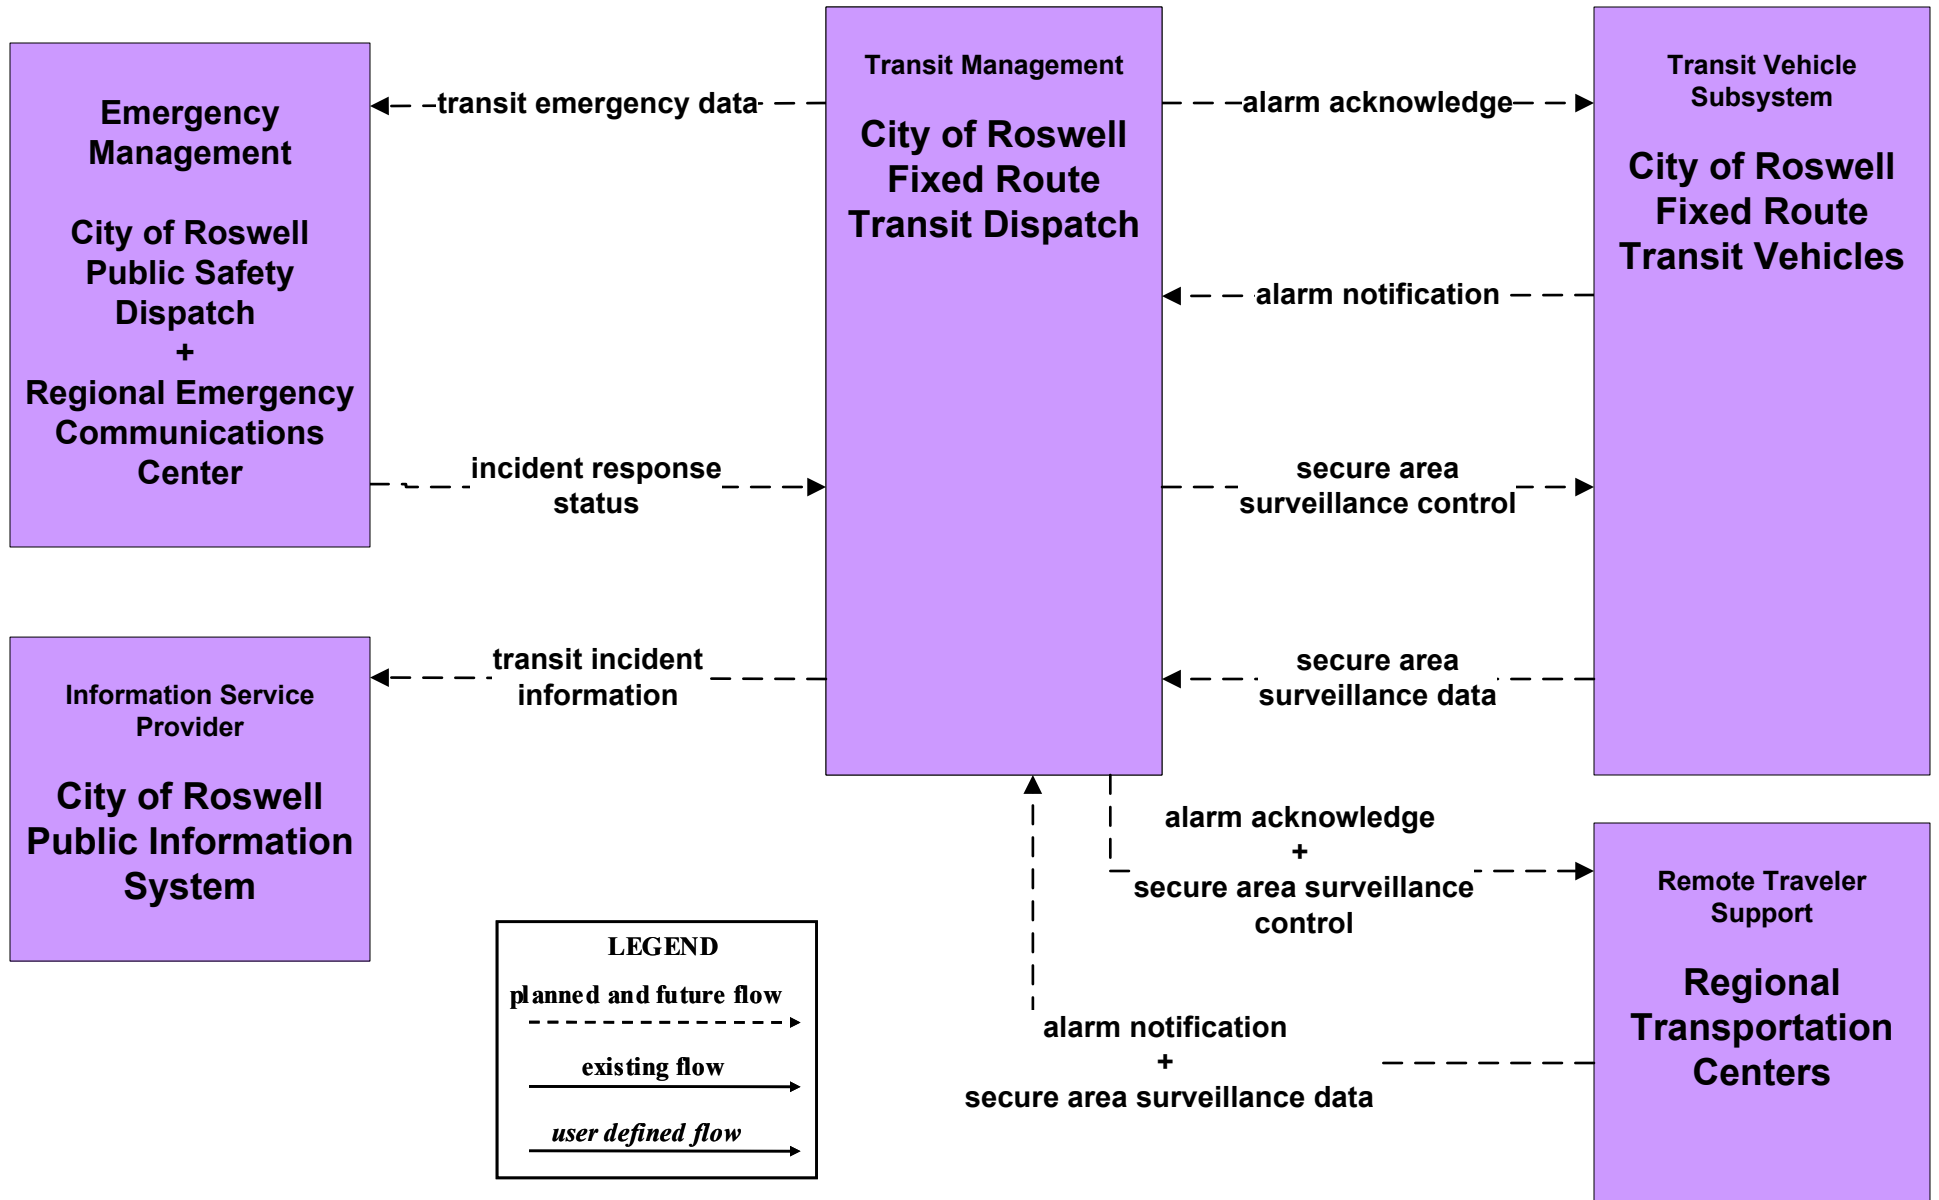 Emergency
Management
City of Roswell
Public Safety
Dispatch
+
Regional Emergency
Communications
Center
transit emergency data
incident response
status
Transit Management
City of Roswell
Fixed Route
Transit Dispatch
alarm acknowledge
alarm notification
secure area
surveillance control
secure area
surveillance data
Transit Vehicle
Subsystem
City of Roswell
Fixed Route
Transit Vehicles
Information Service
Provider
City of Roswell
Public Information
System
transit incident
information
alarm acknowledge
+
secure area surveillance
control
alarm notification
+
secure area surveillance data
Remote Traveler
Support
Regional
Transportation
Centers
LEGEND
planned and future flow
existing flow
user defined flow